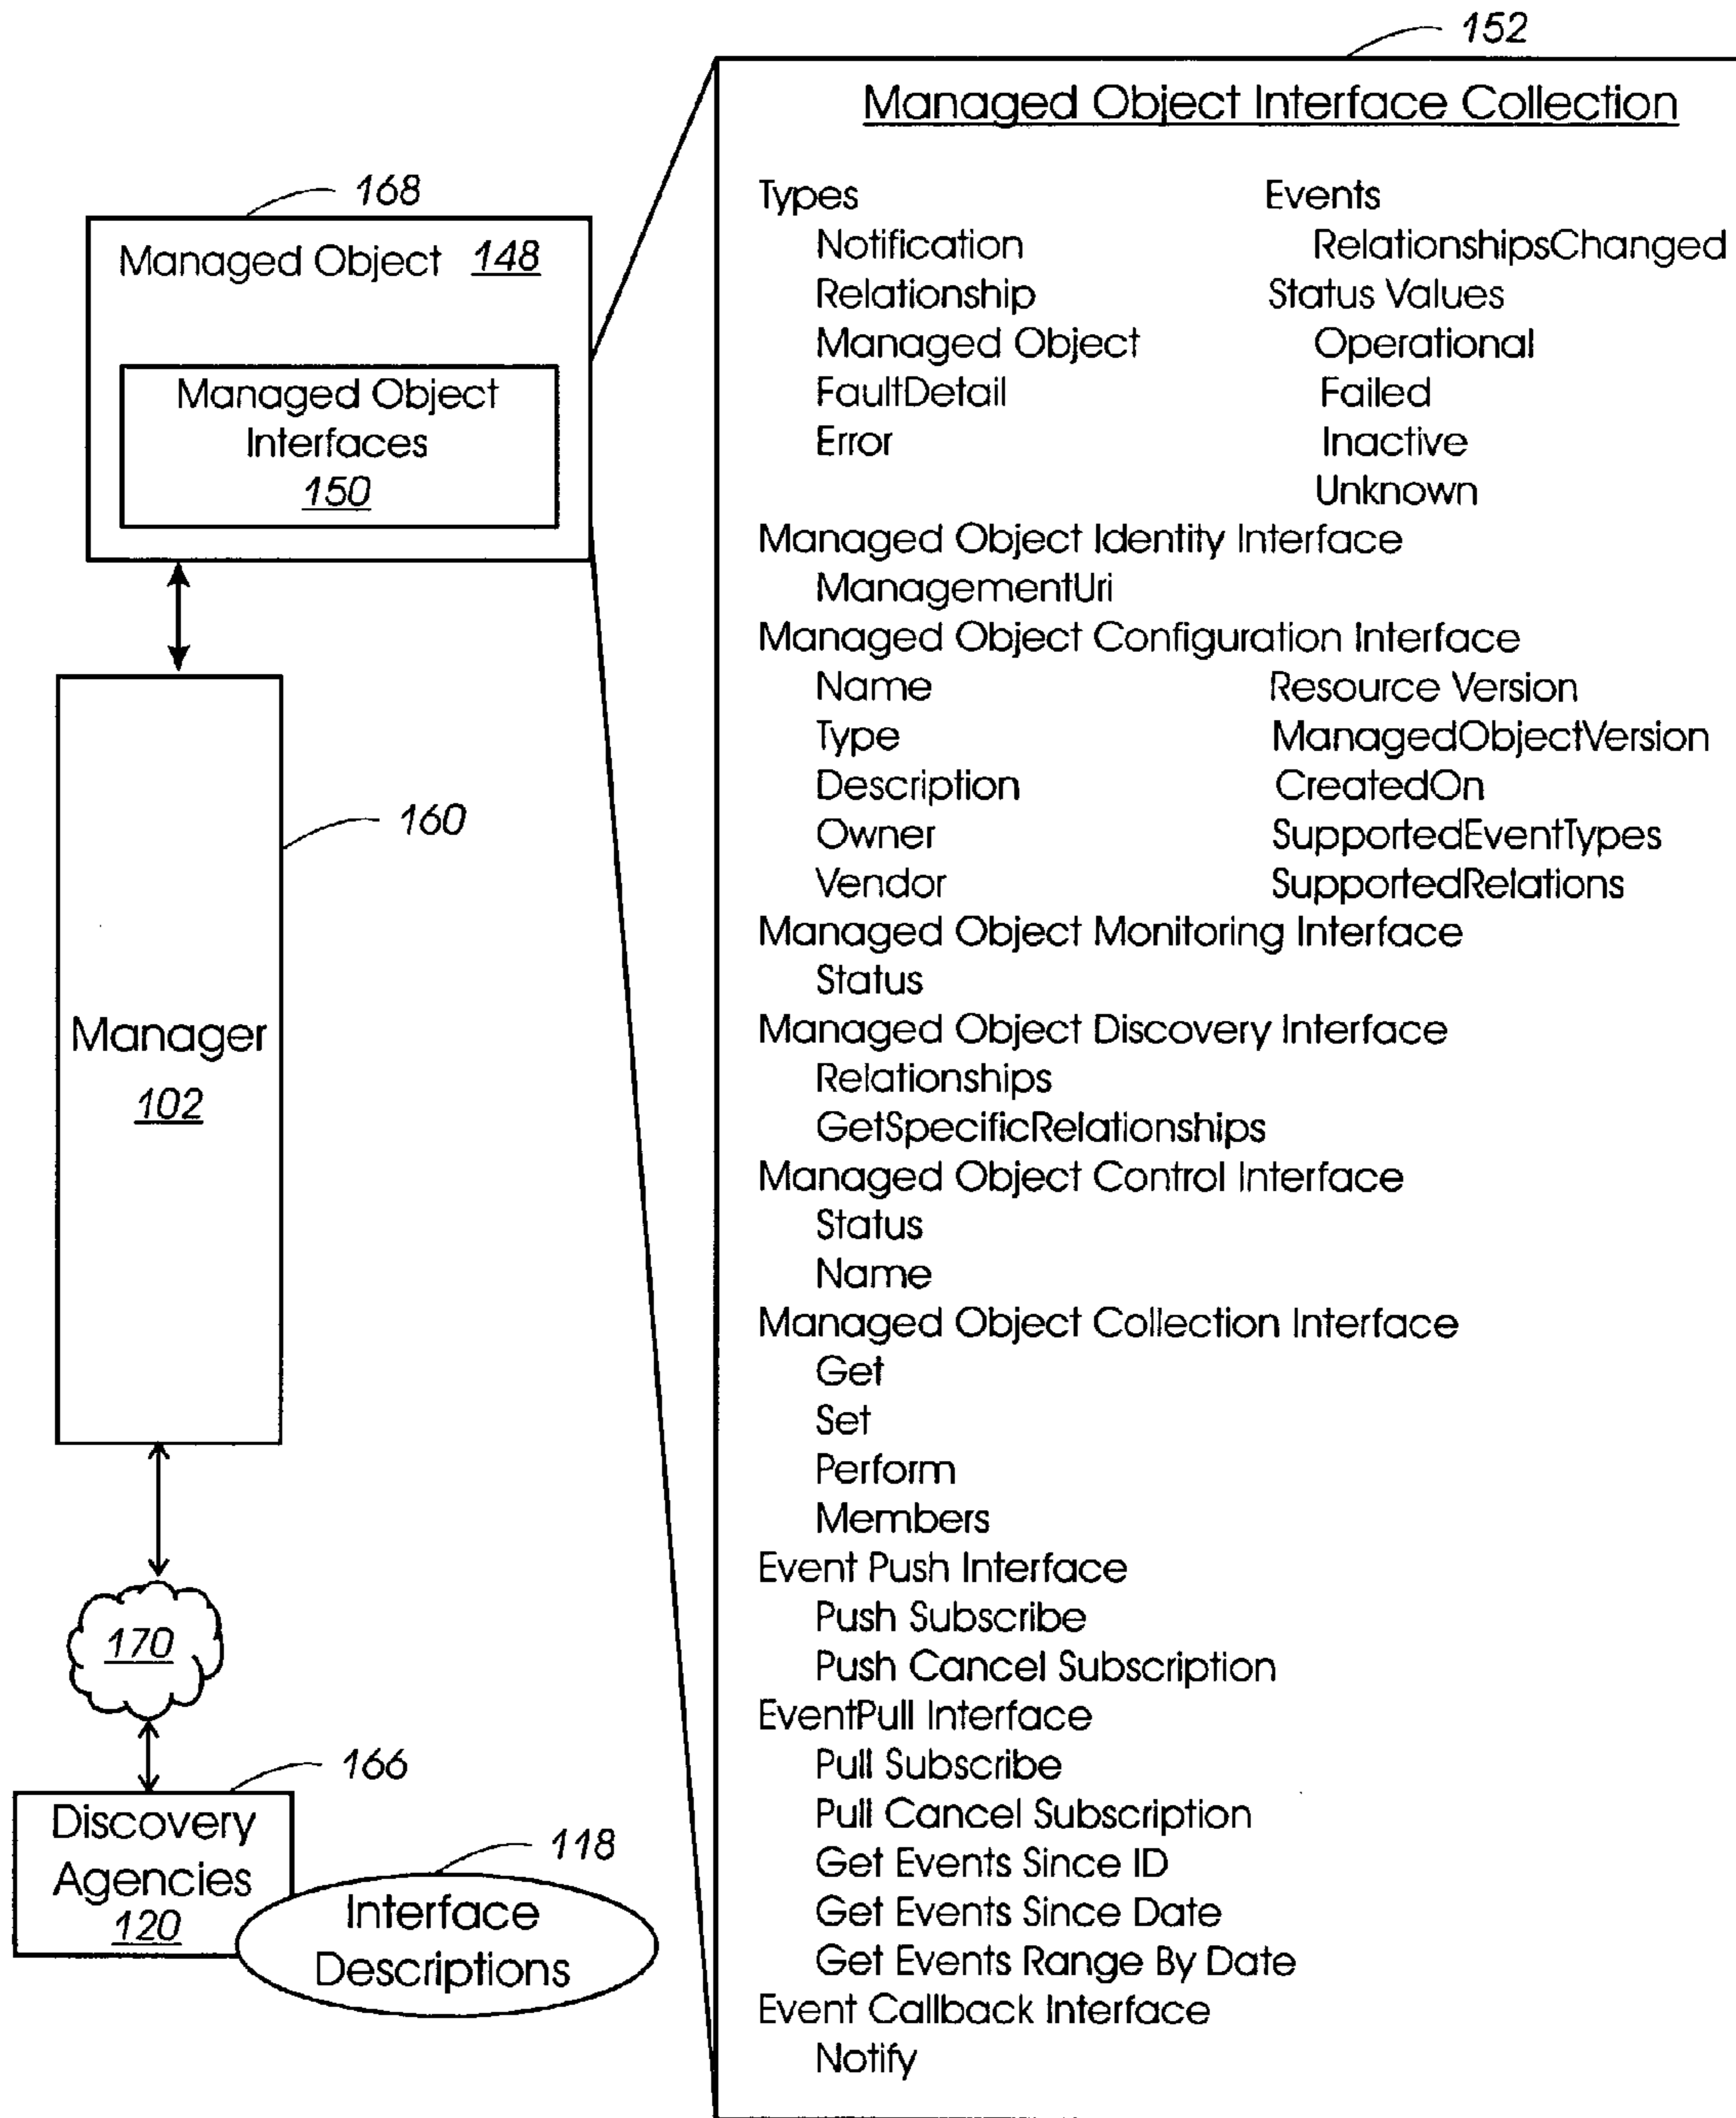 152
Managed Object Interface Collection
168
Managed Object 148
Managed Object
Interfaces
150
160
Manager
102
170
166
Discovery
Agencies
120
118
Interface
Descriptions
Types
Notification
Relationship
Managed Object
FaultDetail
Error
Events
RelationshipsChanged
Status Values
Operational
Failed
Inactive
Unknown
Managed Object Identity Interface
ManagementUri
Managed Object Configuration Interface
Name
Type
Description
Owner
Vendor
Resource Version
ManagedObjectVersion
CreatedOn
SupportedEventTypes
SupportedRelations
Managed Object Monitoring Interface
Status
Managed Object Discovery Interface
Relationships
GetSpecificRelationships
Managed Object Control Interface
Status
Name
Managed Object Collection Interface
Get
Set
Perform
Members
Event Push Interface
Push Subscribe
Push Cancel Subscription
EventPull Interface
Pull Subscribe
Pull Cancel Subscription
Get Events Since ID
Get Events Since Date
Get Events Range By Date
Event Callback Interface
Notify